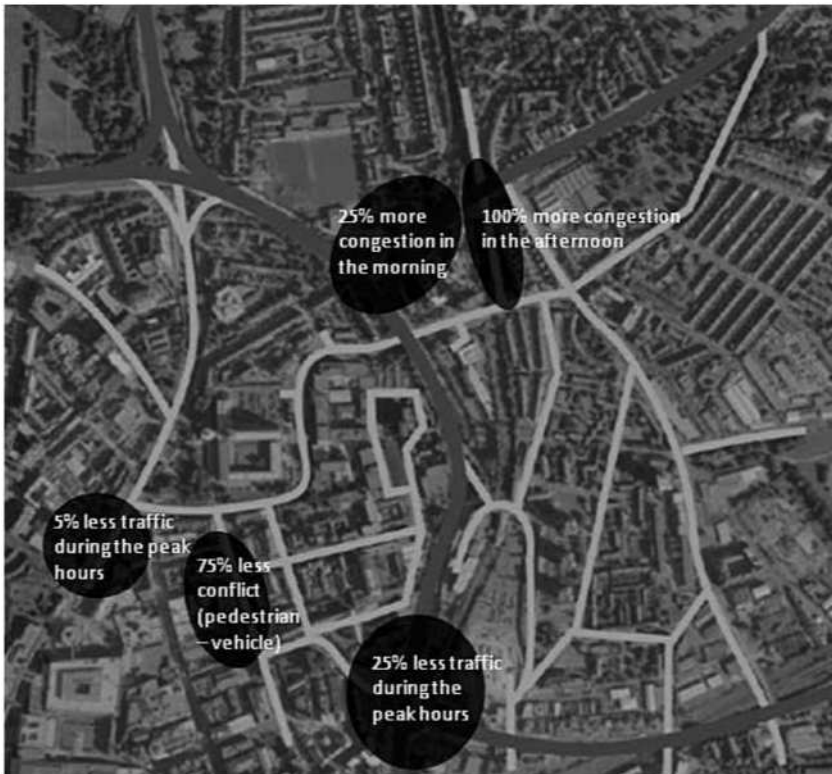 25% more
congestion in
the morning
100% more congestion
in the afternoon
5% less traffic
during the peak
hours
75% less
conflict
(pedestrian
– vehicle)
25% less traffic
during the
peak hours